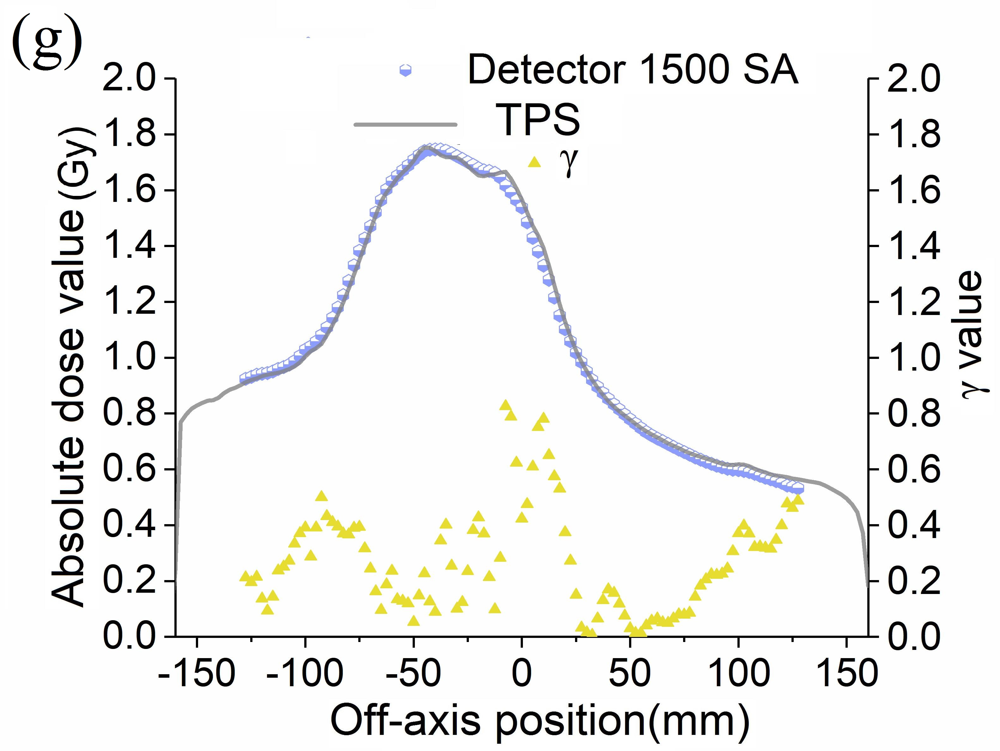 (g)
Detector 1500 SA
TPS
γ
Absolute dose value (Gy)
2.0
1.8
1.6
1.4
1.2
1.0
0.8
0.6
0.4
0.2
0.0
2.0
1.8
1.6
1.4
1.2
1.0
0.8
0.6
0.4
0.2
0.0
γ value
-150 -100 -50 0 50 100 150
Off-axis position(mm)